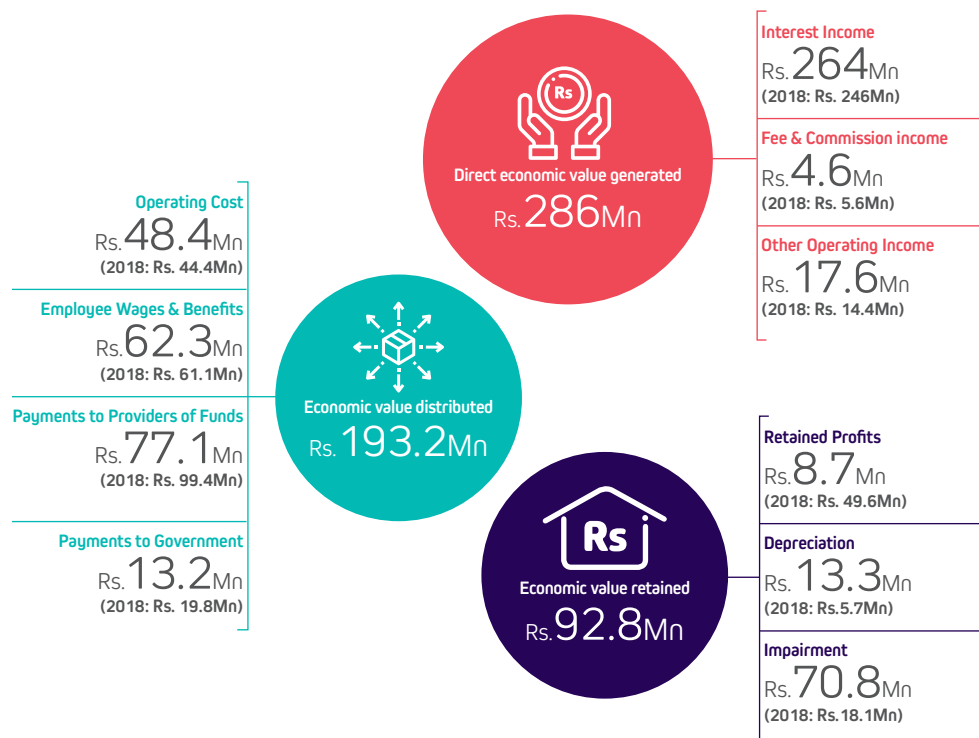 Rs
Direct economic value generated
Rs. 286Mn
Interest Income
Rs. 264Mn
(2018: Rs. 246Mn)
Fee & Commission income
Rs. 4.6Mn
(2018: Rs. 5.6Mn)
Other Operating Income
Rs. 17.6Mn
(2018: Rs. 14.4Mn)
Operating Cost
Rs. 48.4Mn
(2018: Rs. 44.4Mn)
Employee Wages & Benefits
Rs. 62.3Mn
(2018: Rs. 61.1Mn)
Payments to Providers of Funds
Rs. 77.1Mn
(2018: Rs. 99.4Mn)
Payments to Government
Rs. 13.2Mn
(2018: Rs. 19.8Mn)
Economic value distributed
Rs. 193.2Mn
Rs
Economic value retained
Rs. 92.8Mn
Retained Profits
Rs. 8.7Mn
(2018: Rs. 49.6Mn)
Depreciation
Rs. 13.3Mn
(2018: Rs.5.7Mn)
Impairment
Rs. 70.8Mn
(2018: Rs.18.1Mn)